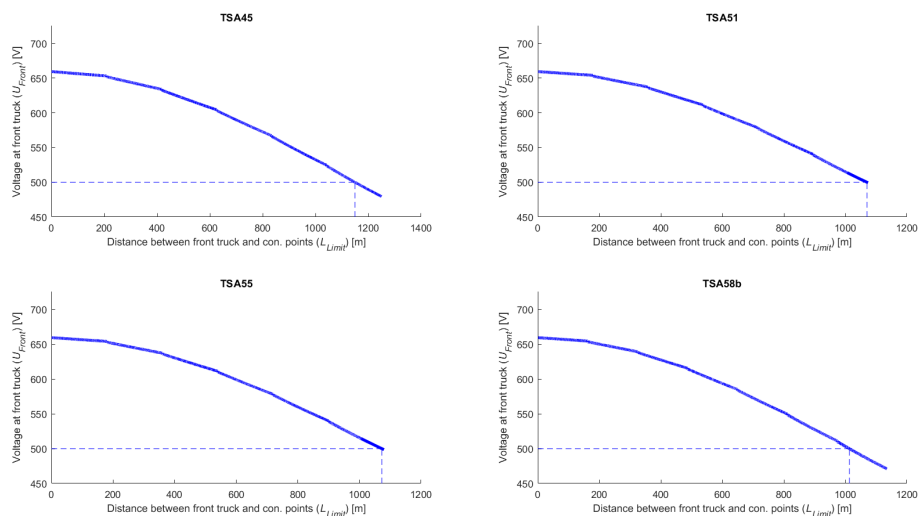 TSA45
Voltage at front truck (U_Front) [V]
700
650
600
550
500
450
0 200 400 600 800 1000 1200 1400
Distance between front truck and con. points (L_Limit) [m]
TSA51
Voltage at front truck (U_Front) [V]
700
650
600
550
500
450
0 200 400 600 800 1000 1200
Distance between front truck and con. points (L_Limit) [m]
TSA55
Voltage at front truck (U_Front) [V]
700
650
600
550
500
450
0 200 400 600 800 1000 1200
Distance between front truck and con. points (L_Limit) [m]
TSA58b
Voltage at front truck (U_Front) [V]
700
650
600
550
500
450
0 200 400 600 800 1000 1200
Distance between front truck and con. points (L_Limit) [m]